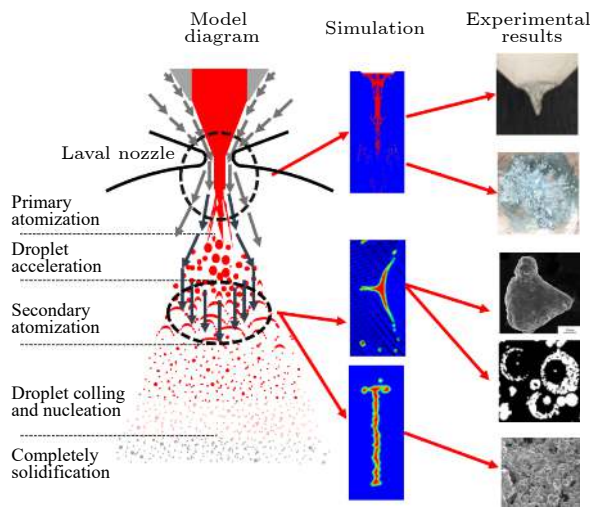 Model
diagram
Simulation
Experimental
results
Laval nozzle
Primary
atomization
Droplet
acceleration
Secondary
atomization
Droplet colling
and nucleation
Completely
solidification